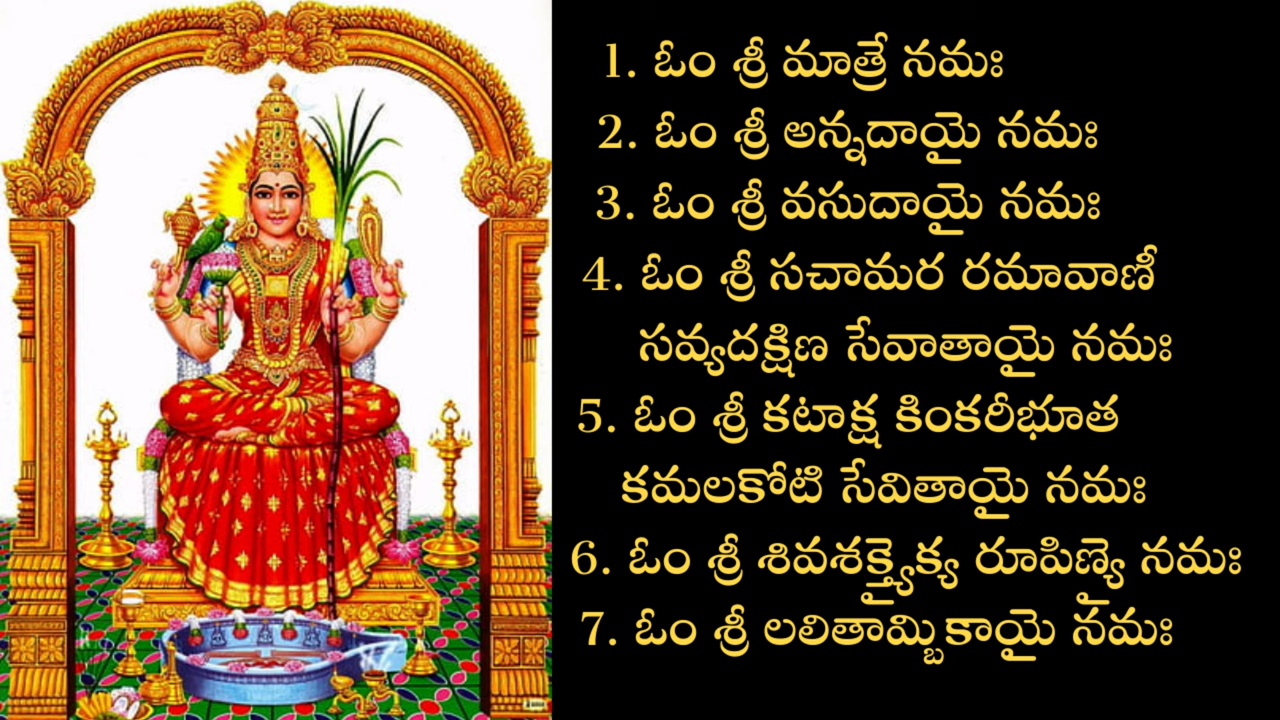 1. ఓం శ్రీ మాత్రే నమః
2. ఓం శ్రీ అన్నదాయై నమః
3. ఓం శ్రీ వసుదాయై నమః
4. ఓం శ్రీ సచామర రమావాణీ
సవ్యదక్షిణ సేవాతాయై నమః
5. ఓం శ్రీ కటాక్ష కింకరీభూత
కమలకోటి సేవితాయై నమః
6. ఓం శ్రీ శివశక్త్యైక్య రూపిణ్యై నమః
7. ఓం శ్రీ లలితామ్బికాయై నమః